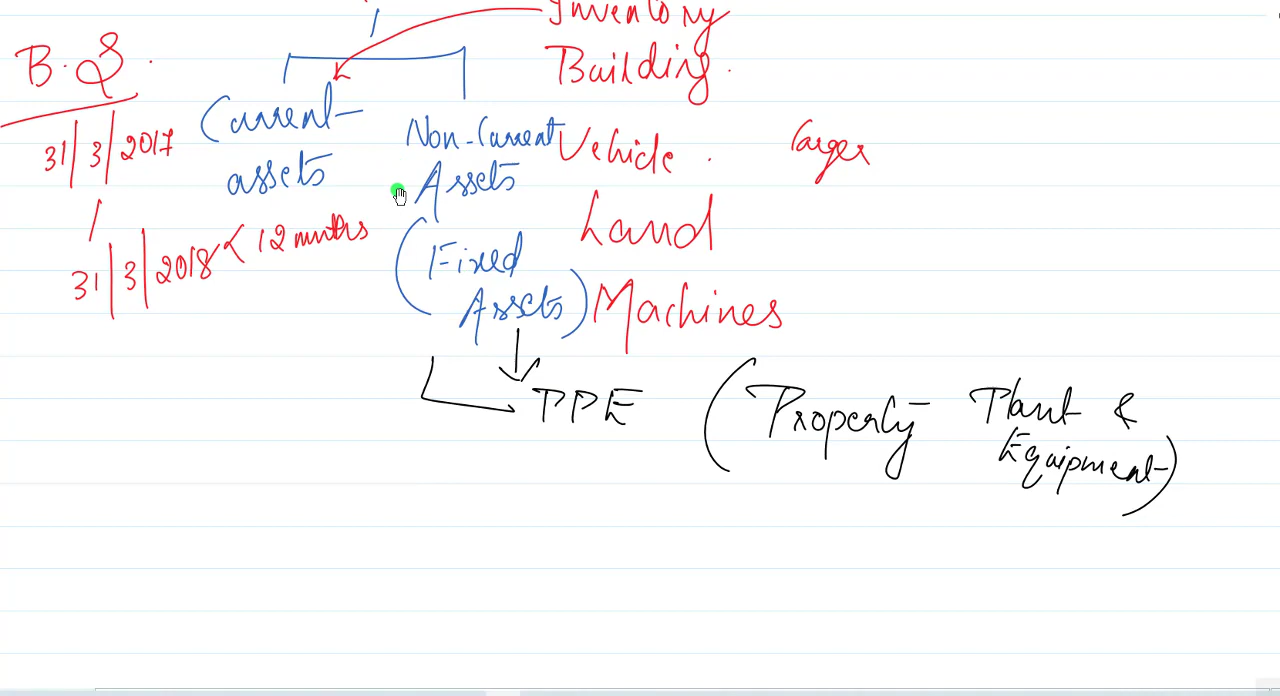 Inventory
B.S.
Building.
31/3/2017
Current
assets
Non-Current
Assets
Vehicle.
larger
31/3/2018 < 12 months
(Fixed
Assets)
Land
Machines
PPE (Property Plant &
Equipment)